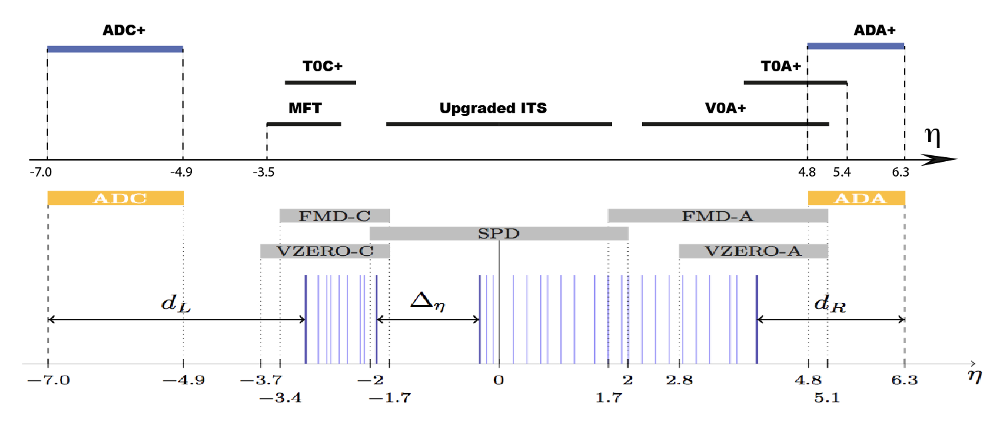 ADC+ ADA+
T0C+ T0A+
MFT Upgraded ITS V0A+
η
-7.0 -4.9 -3.5 4.8 5.4 6.3
ADC ADA
FMD-C FMD-A
SPD
VZERO-C VZERO-A
d_L Δ_η d_R
−7.0 −4.9 −3.7 −2 0 2 2.8 4.8 6.3 η
−3.4 −1.7 1.7 5.1